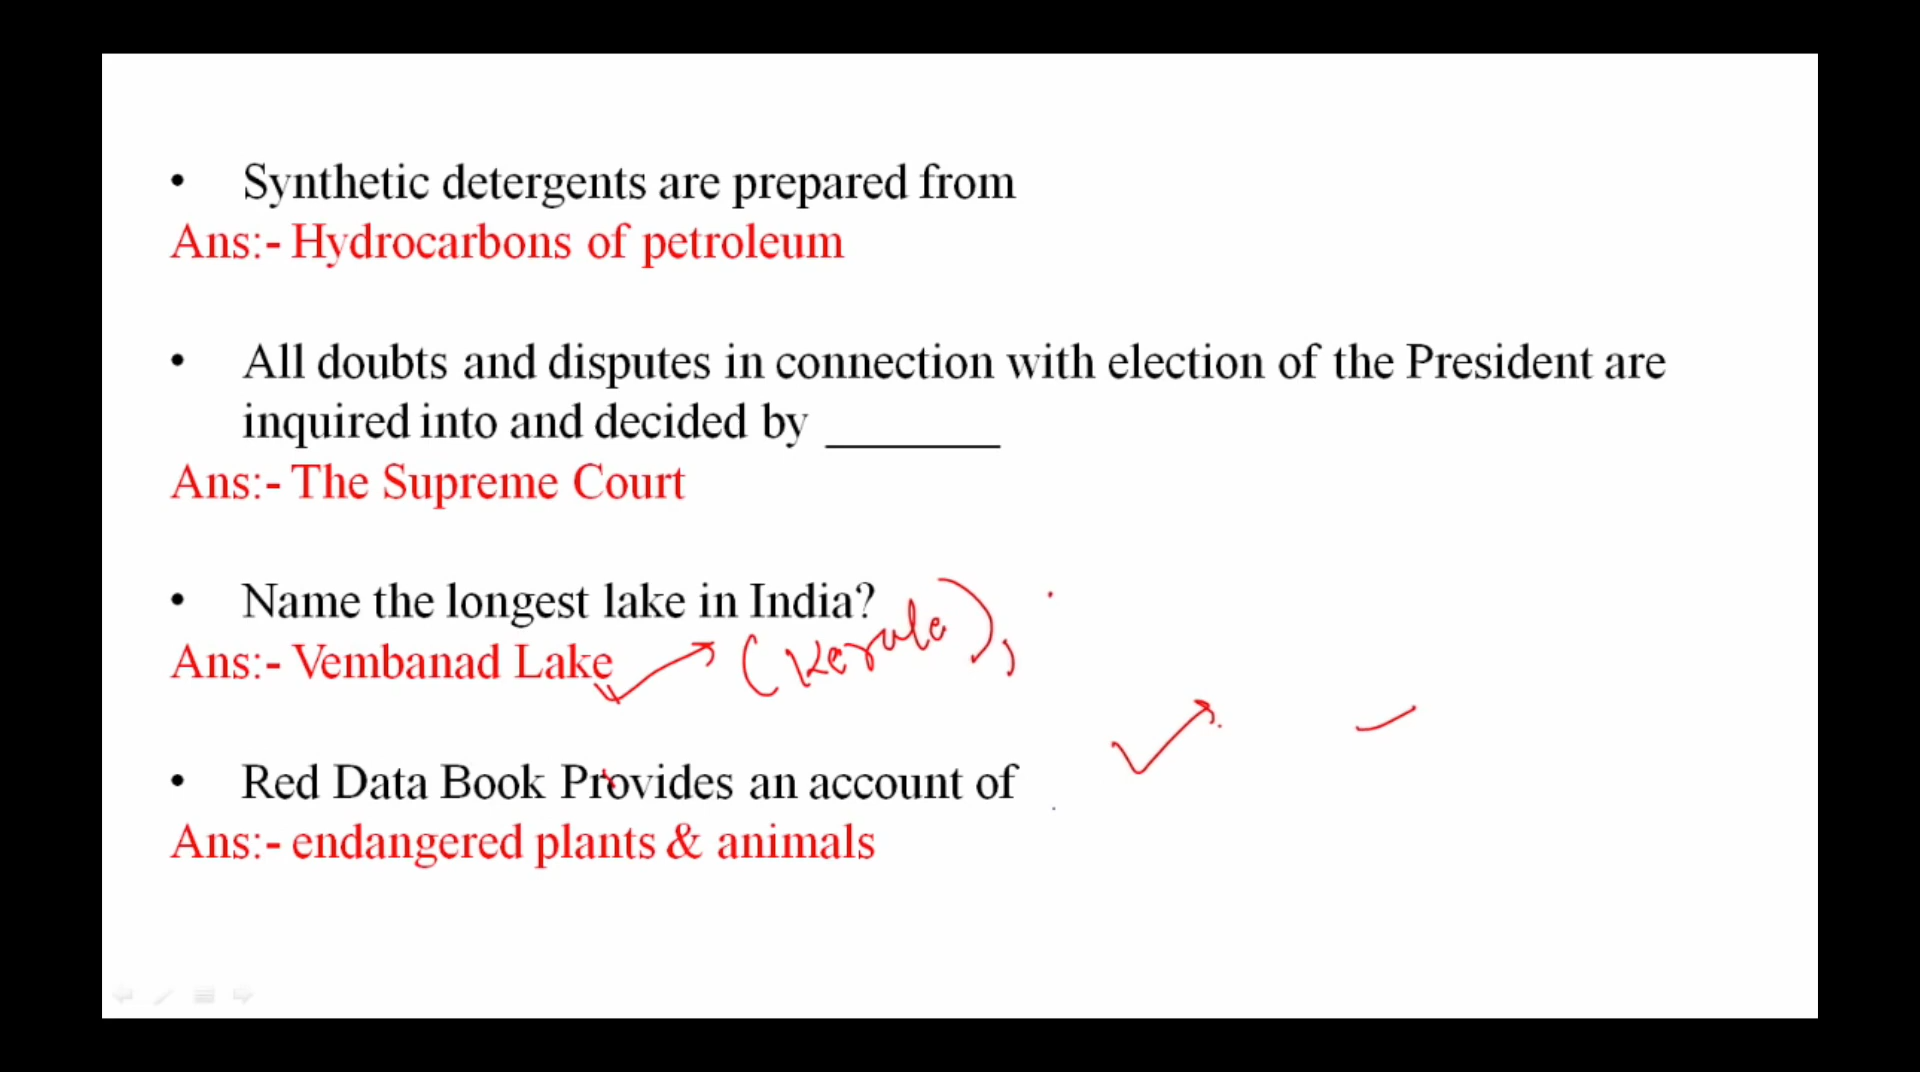 • Synthetic detergents are prepared from
Ans:- Hydrocarbons of petroleum
• All doubts and disputes in connection with election of the President are
inquired into and decided by _______
Ans:- The Supreme Court
• Name the longest lake in India?
Ans:- Vembanad Lake (Kerala),
• Red Data Book Provides an account of
Ans:- endangered plants & animals